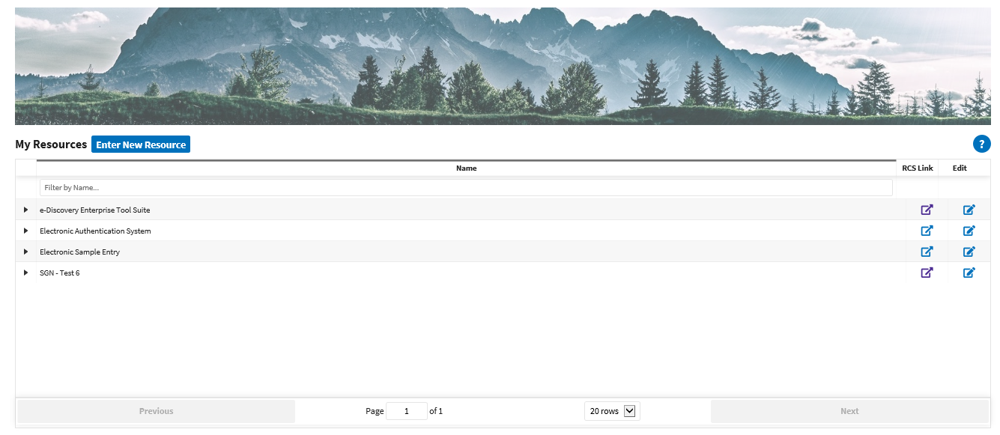 My Resources Enter New Resource ?
Name RCS Link Edit
Filter by Name...
e-Discovery Enterprise Tool Suite
Electronic Authentication System
Electronic Sample Entry
SGN - Test 6
Previous Page 1 of 1 20 rows Next